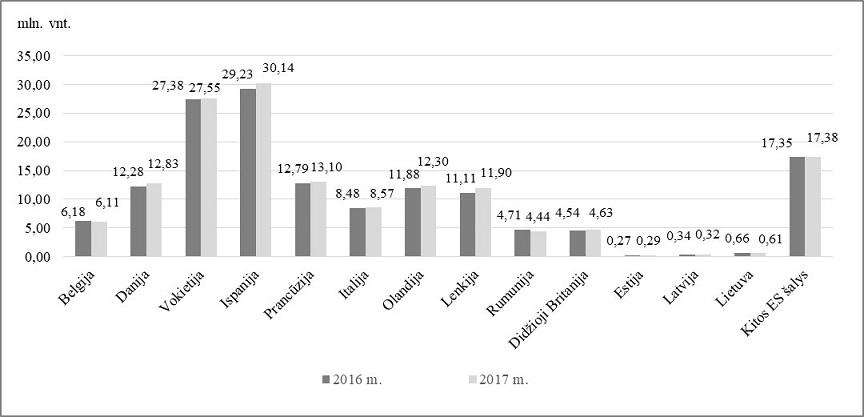 mln. vnt.
35,00
30,00
25,00
20,00
15,00
10,00
5,00
0,00
6,18 6,11
12,28 12,83
27,38 27,55
29,23 30,14
12,79 13,10
8,48 8,57
11,88 12,30
11,11 11,90
4,71 4,44
4,54 4,63
0,27 0,29
0,34 0,32
0,66 0,61
17,35 17,38
Belgija
Danija
Vokietija
Ispanija
Prancūzija
Italija
Olandija
Lenkija
Rumunija
Didžioji Britanija
Estija
Latvija
Lietuva
Kitos ES šalys
2016 m. 2017 m.